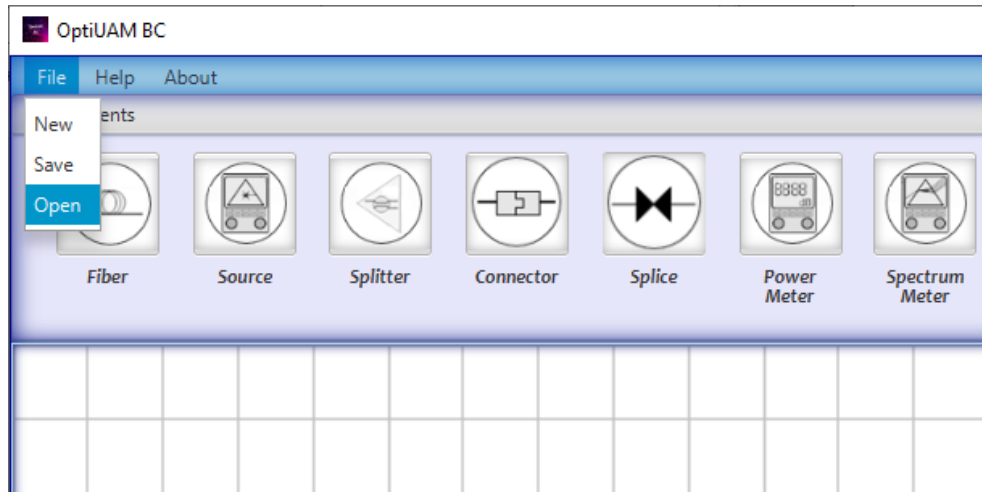 OptiUAM BC
File Help About
ents
New
Save
Open
Fiber Source Splitter Connector Splice Power Meter Spectrum Meter